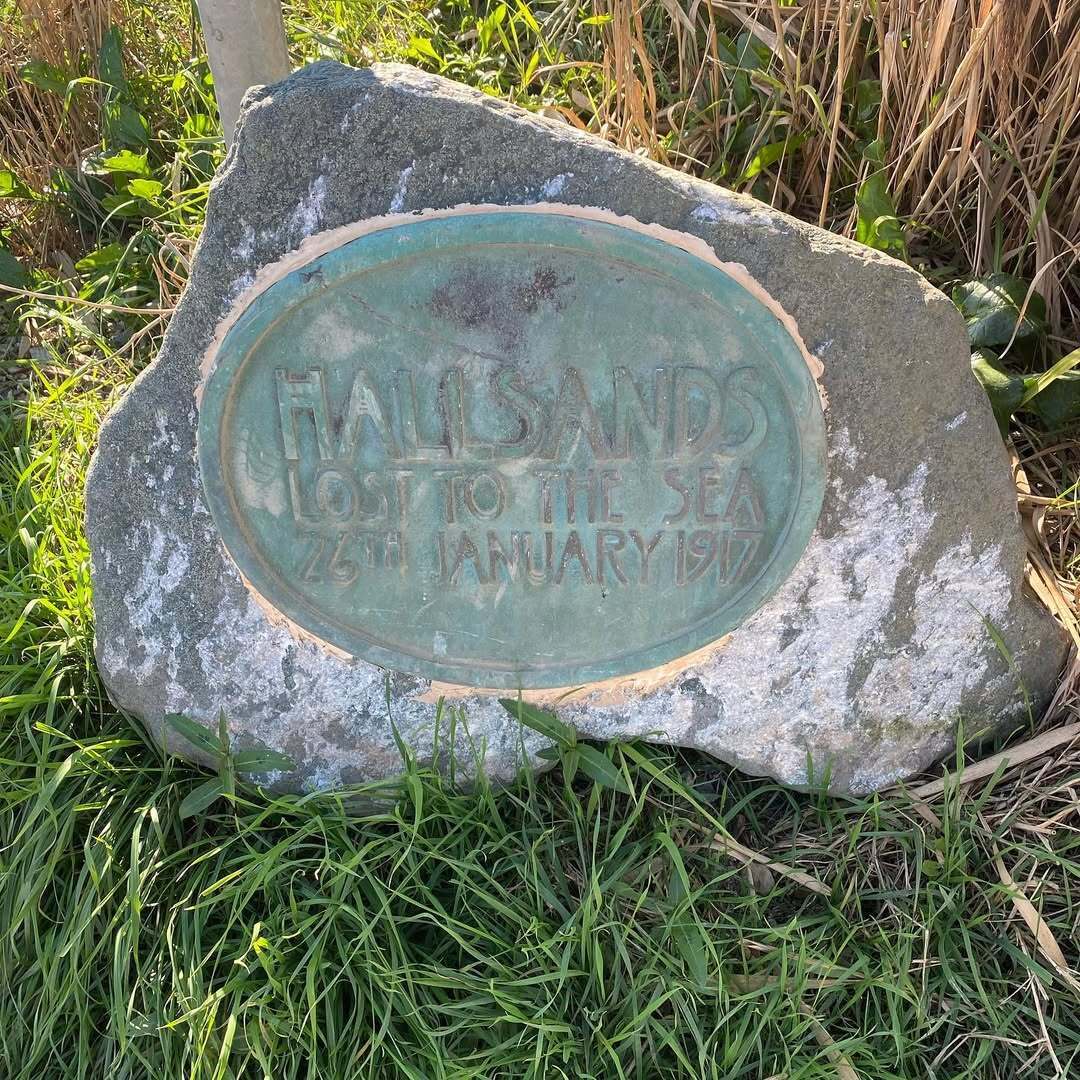 HALLSANDS
LOST TO THE SEA
26TH JANUARY 1917